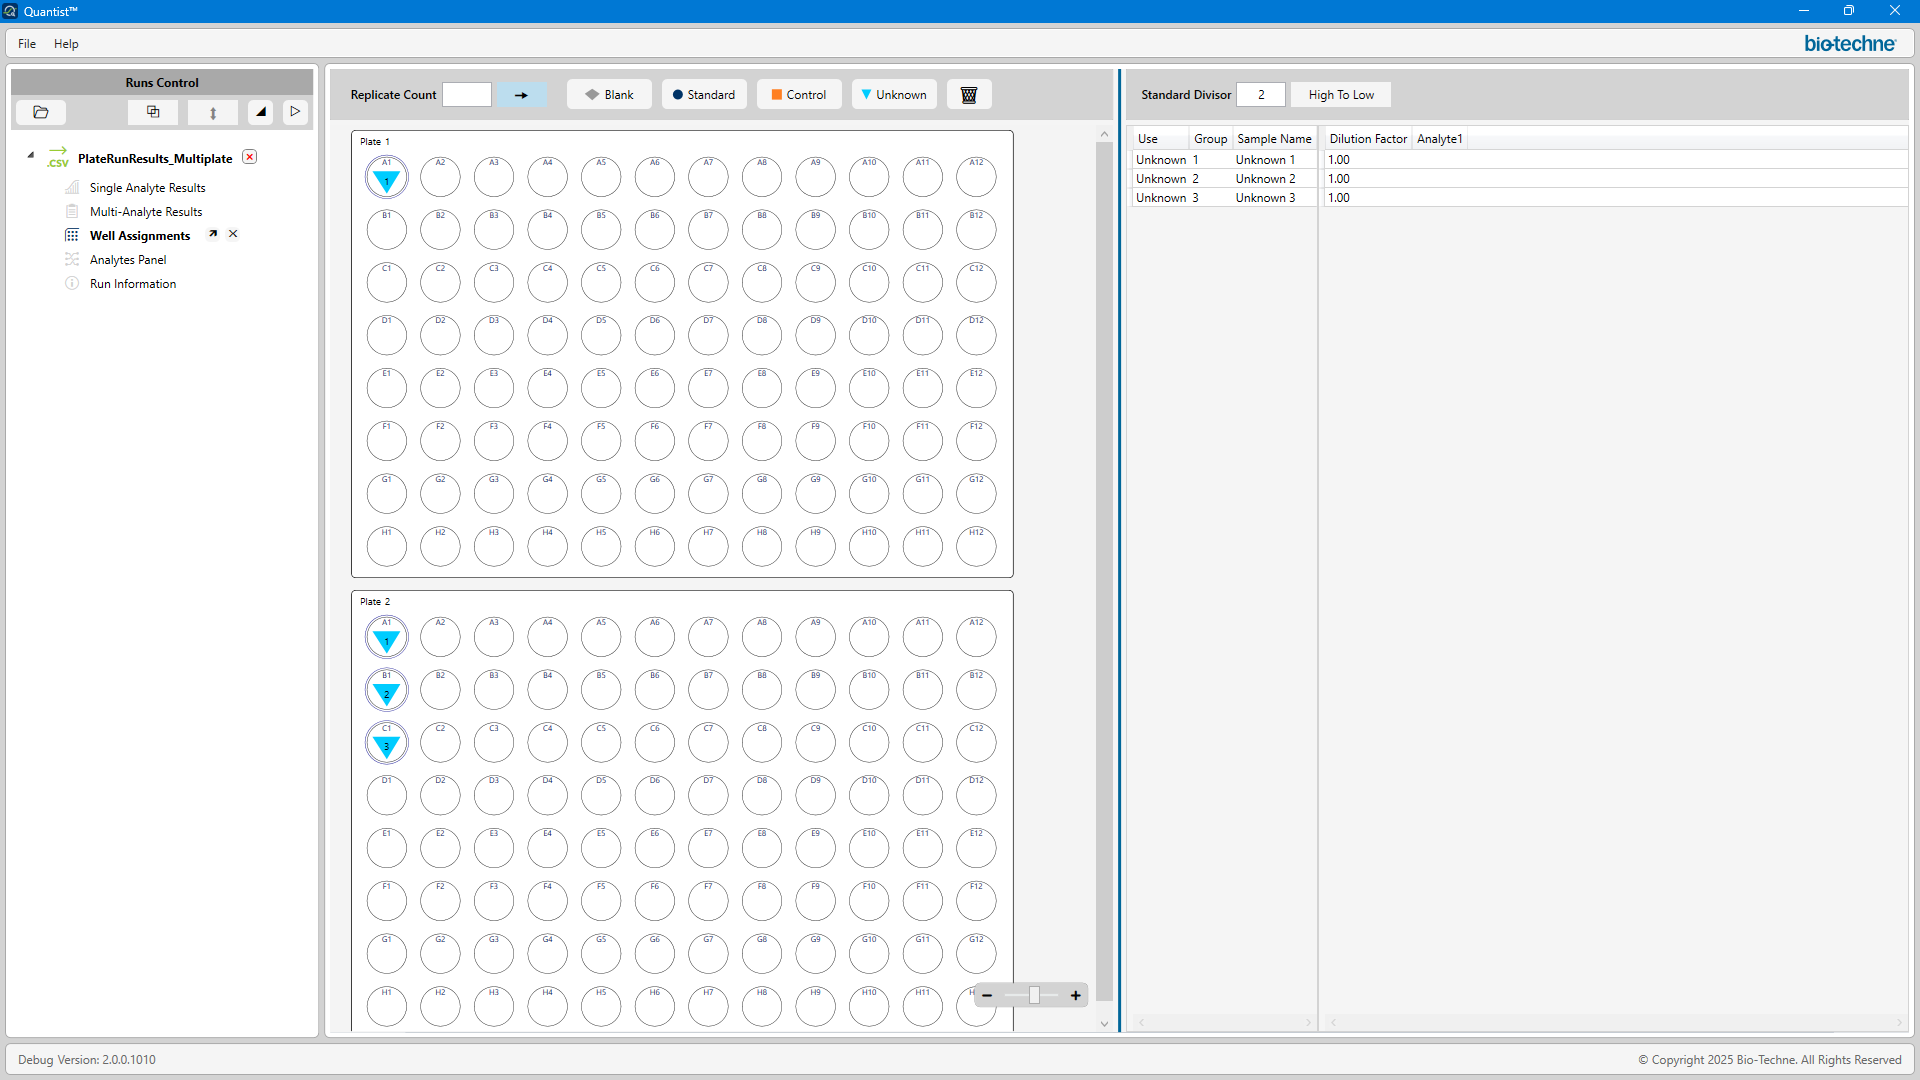 Quantist™
File Help
bio-techne
Runs Control
PlateRunResults_Multiplate
.CSV
Single Analyte Results
Multi-Analyte Results
Well Assignments
Analytes Panel
Run Information
Replicate Count
Blank
Standard
Control
Unknown
Plate 1
A1 A2 A3 A4 A5 A6 A7 A8 A9 A10 A11 A12
1
B1 B2 B3 B4 B5 B6 B7 B8 B9 B10 B11 B12
C1 C2 C3 C4 C5 C6 C7 C8 C9 C10 C11 C12
D1 D2 D3 D4 D5 D6 D7 D8 D9 D10 D11 D12
E1 E2 E3 E4 E5 E6 E7 E8 E9 E10 E11 E12
F1 F2 F3 F4 F5 F6 F7 F8 F9 F10 F11 F12
G1 G2 G3 G4 G5 G6 G7 G8 G9 G10 G11 G12
H1 H2 H3 H4 H5 H6 H7 H8 H9 H10 H11 H12
Plate 2
A1 A2 A3 A4 A5 A6 A7 A8 A9 A10 A11 A12
1
B1 B2 B3 B4 B5 B6 B7 B8 B9 B10 B11 B12
2
C1 C2 C3 C4 C5 C6 C7 C8 C9 C10 C11 C12
3
D1 D2 D3 D4 D5 D6 D7 D8 D9 D10 D11 D12
E1 E2 E3 E4 E5 E6 E7 E8 E9 E10 E11 E12
F1 F2 F3 F4 F5 F6 F7 F8 F9 F10 F11 F12
G1 G2 G3 G4 G5 G6 G7 G8 G9 G10 G11 G12
H1 H2 H3 H4 H5 H6 H7 H8 H9 H10 H11
Standard Divisor 2 High To Low
Use Group Sample Name Dilution Factor Analyte1
Unknown 1 Unknown 1 1.00
Unknown 2 Unknown 2 1.00
Unknown 3 Unknown 3 1.00
Debug Version: 2.0.0.1010
© Copyright 2025 Bio-Techne. All Rights Reserved